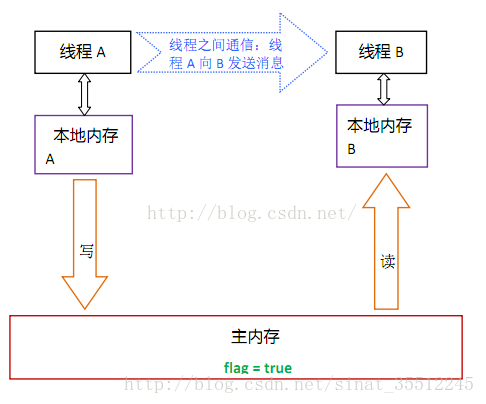 线程 A
线程之间通信：线
程 A 向 B 发送消息
线程 B
本地内存
A
本地内存
B
http://blog.csdn.net/
写
读
主内存
flag = true
http://blog.csdn.net/sinat_35512245